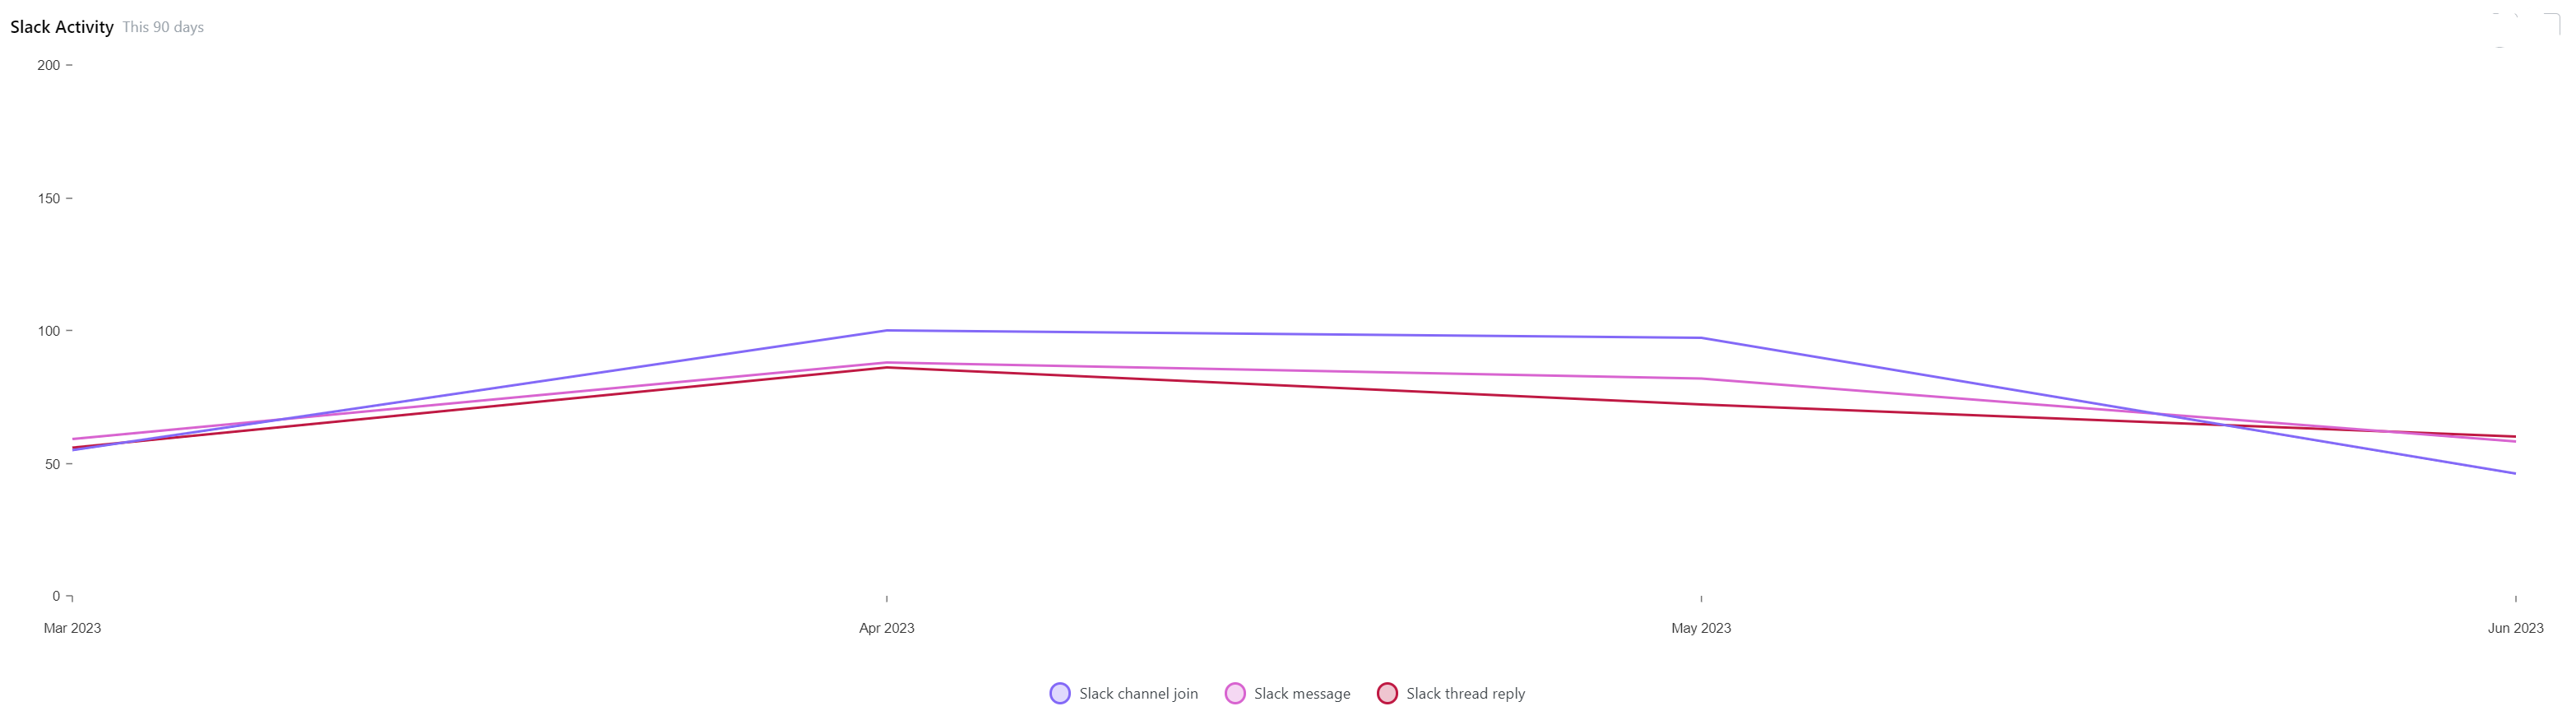 Slack Activity This 90 days
200
150
100
50
0
Mar 2023 Apr 2023 May 2023 Jun 2023
Slack channel join Slack message Slack thread reply